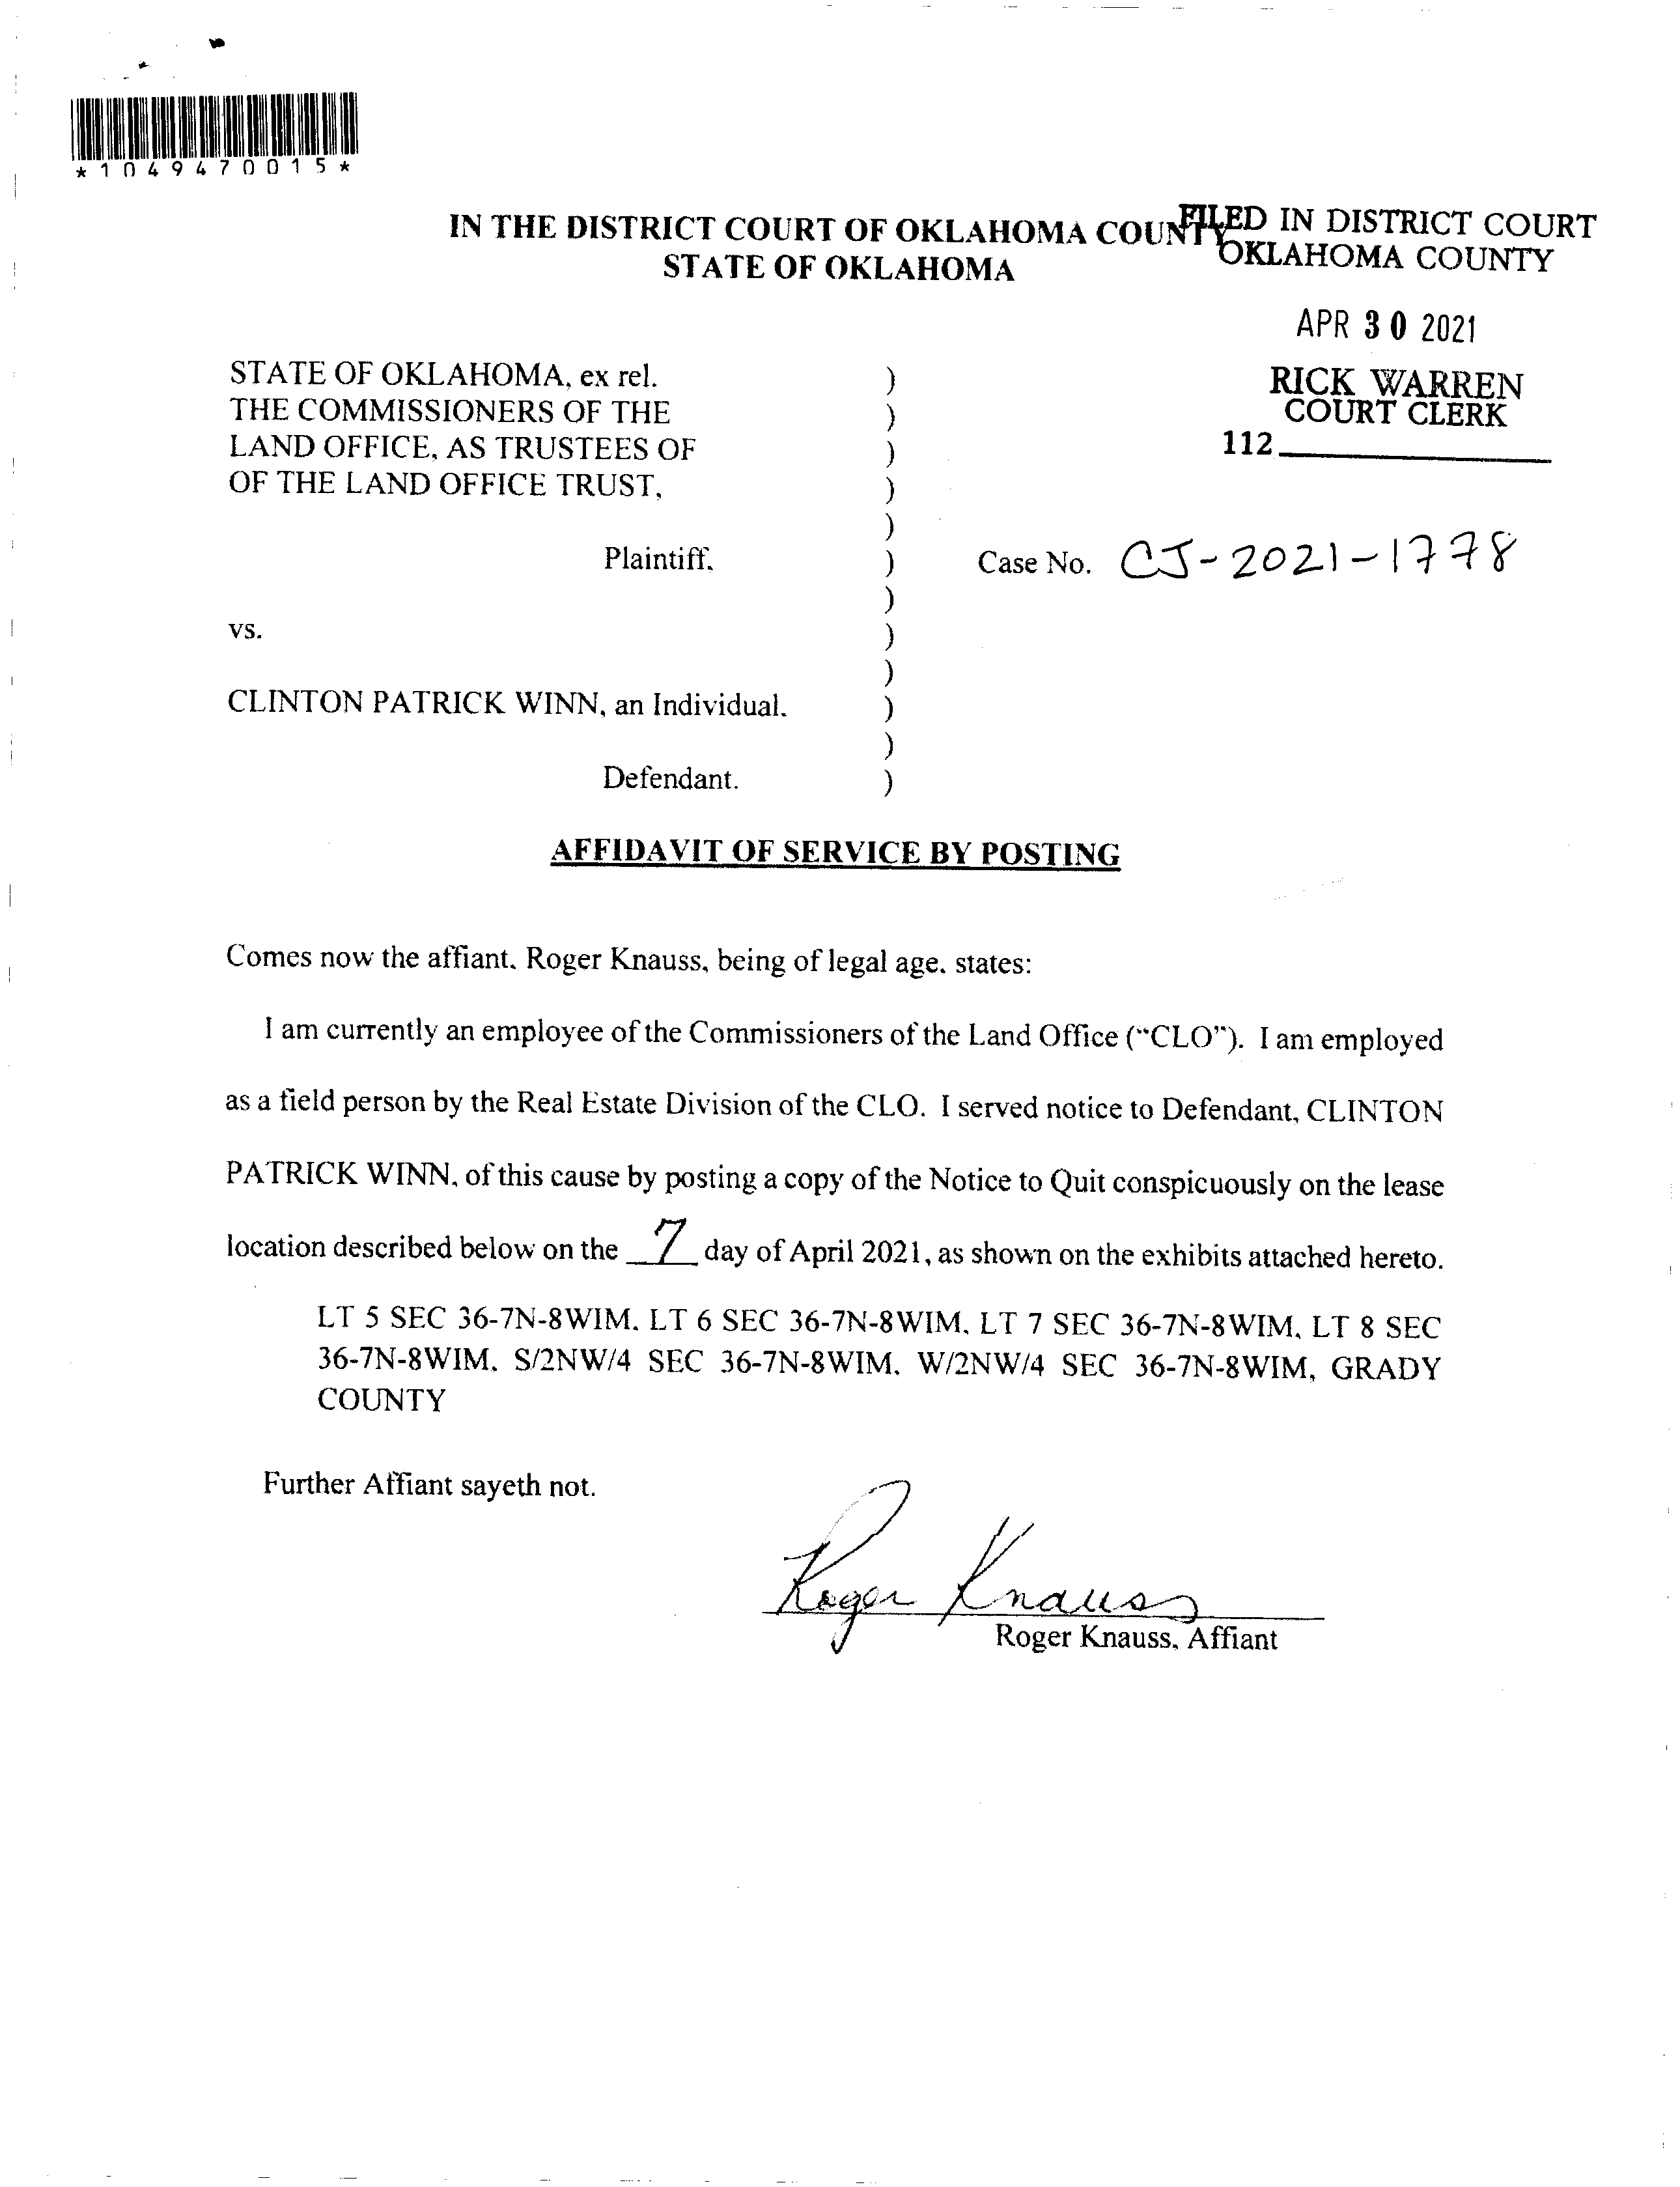 *1049470015*
IN THE DISTRICT COURT OF OKLAHOMA COUNTY
STATE OF OKLAHOMA
FILED IN DISTRICT COURT
OKLAHOMA COUNTY
APR 30 2021
RICK WARREN
COURT CLERK
112
STATE OF OKLAHOMA, ex rel. )
THE COMMISSIONERS OF THE )
LAND OFFICE, AS TRUSTEES OF )
OF THE LAND OFFICE TRUST, )
)
Plaintiff. ) Case No. CJ-2021-1778
)
vs. )
)
CLINTON PATRICK WINN, an Individual. )
)
Defendant. )
AFFIDAVIT OF SERVICE BY POSTING
Comes now the affiant. Roger Knauss, being of legal age. states:
I am currently an employee of the Commissioners of the Land Office (“CLO”). I am employed
as a field person by the Real Estate Division of the CLO. I served notice to Defendant, CLINTON
PATRICK WINN, of this cause by posting a copy of the Notice to Quit conspicuously on the lease
location described below on the 7 day of April 2021, as shown on the exhibits attached hereto.
LT 5 SEC 36-7N-8WIM. LT 6 SEC 36-7N-8WIM, LT 7 SEC 36-7N-8WIM, LT 8 SEC
36-7N-8WIM. S/2NW/4 SEC 36-7N-8WIM. W/2NW/4 SEC 36-7N-8WIM, GRADY
COUNTY
Further Affiant sayeth not.
Roger Knauss
Roger Knauss, Affiant